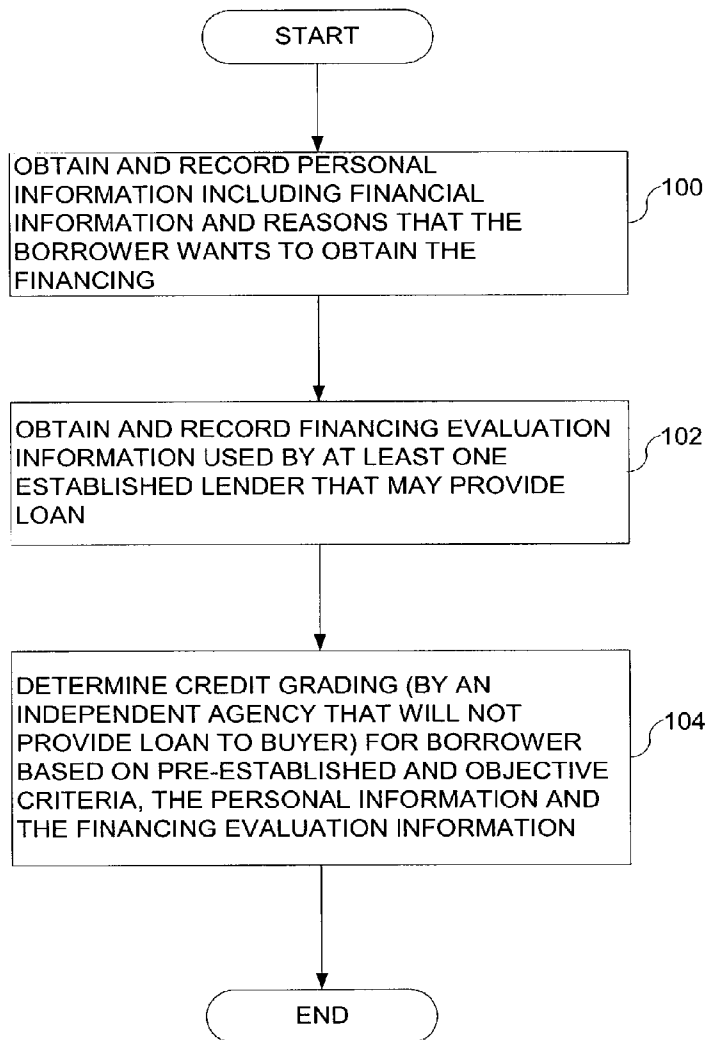 START
OBTAIN AND RECORD PERSONAL
INFORMATION INCLUDING FINANCIAL
INFORMATION AND REASONS THAT THE
BORROWER WANTS TO OBTAIN THE
FINANCING
100
OBTAIN AND RECORD FINANCING EVALUATION
INFORMATION USED BY AT LEAST ONE
ESTABLISHED LENDER THAT MAY PROVIDE
LOAN
102
DETERMINE CREDIT GRADING (BY AN
INDEPENDENT AGENCY THAT WILL NOT
PROVIDE LOAN TO BUYER) FOR BORROWER
BASED ON PRE-ESTABLISHED AND OBJECTIVE
CRITERIA, THE PERSONAL INFORMATION AND
THE FINANCING EVALUATION INFORMATION
104
END